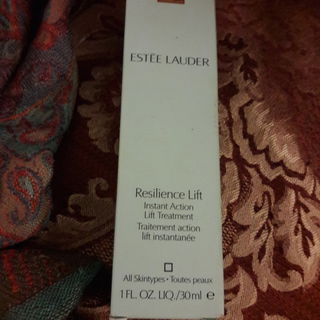 ESTĒE LAUDER
Resilience Lift
Instant Action
Lift Treatment
Traitement action
lift instantanée
All Skintypes • Toutes peaux
1 FL. OZ. LIQ./30ml e